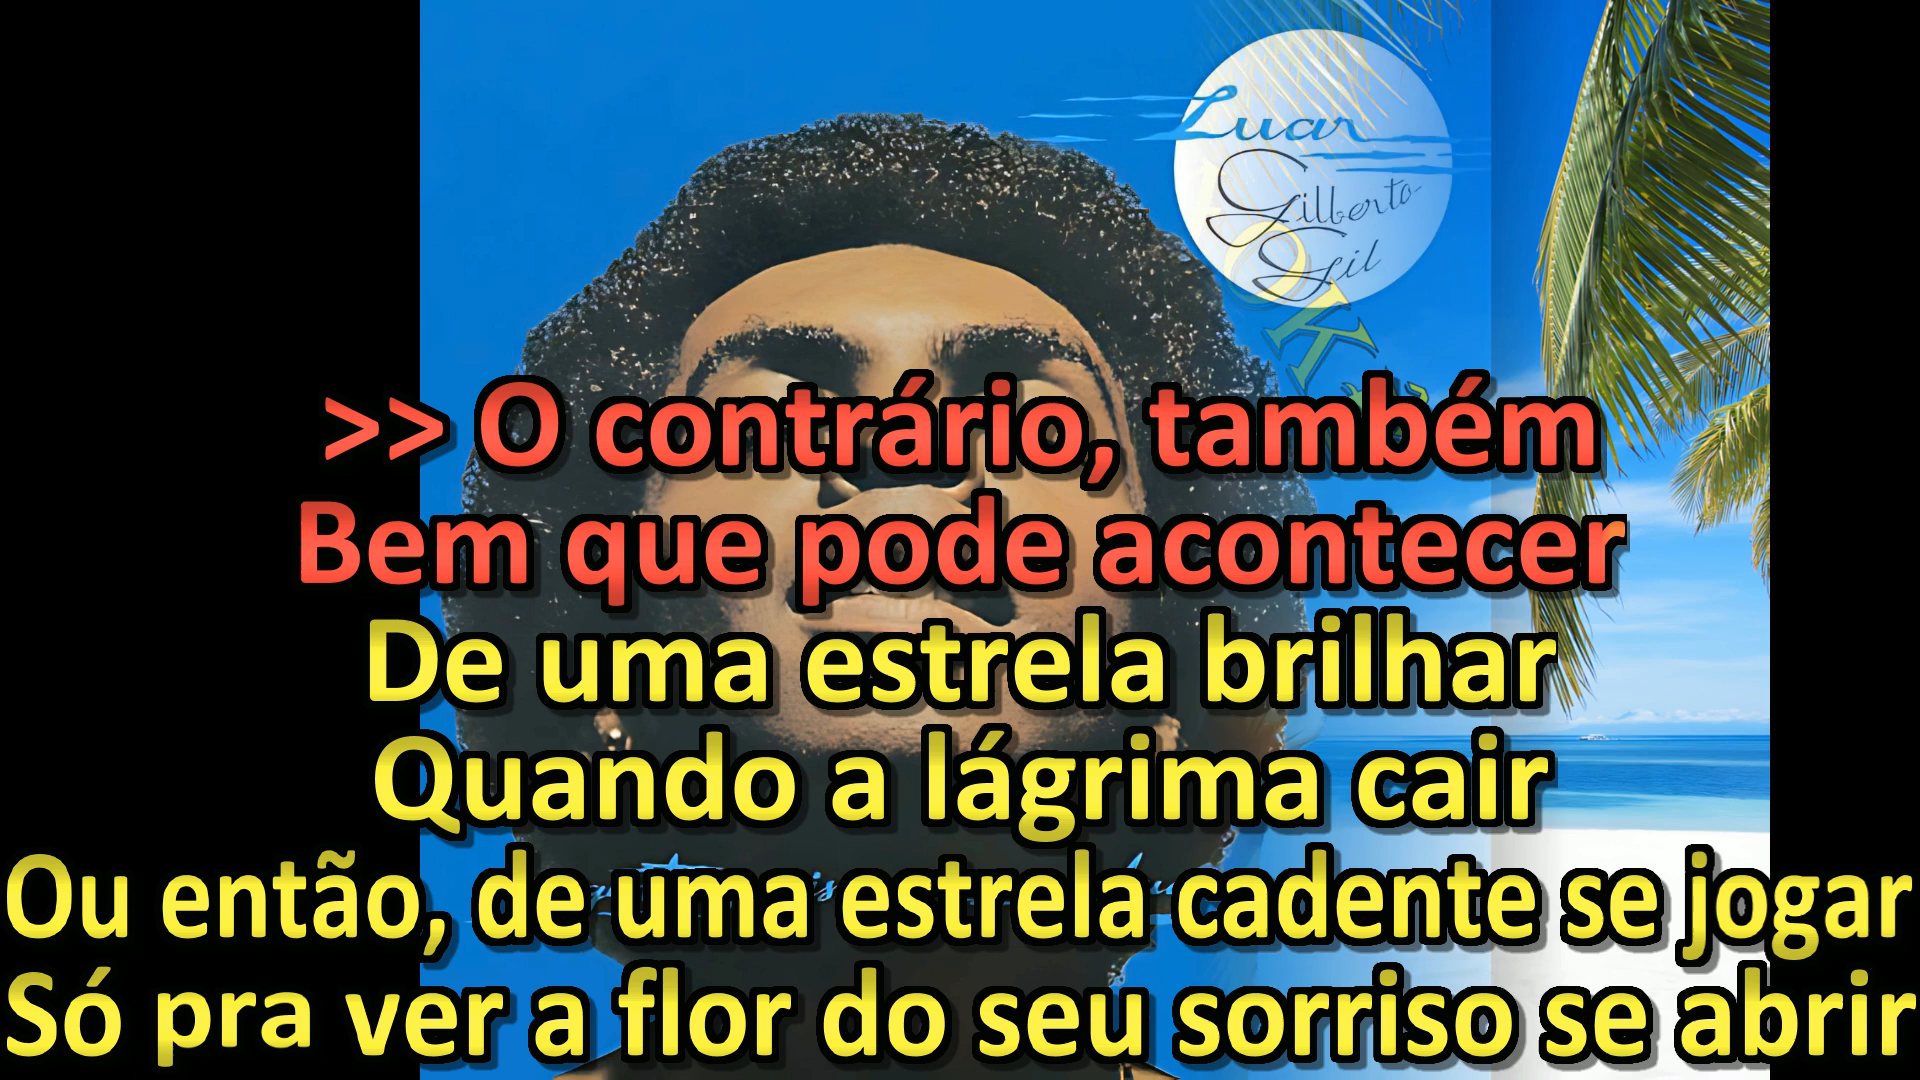 Luar
Gilberto
Gil
OK
>> O contrário, também
Bem que pode acontecer
De uma estrela brilhar
Quando a lágrima cair
Ou então, de uma estrela cadente se jogar
Só pra ver a flor do seu sorriso se abrir